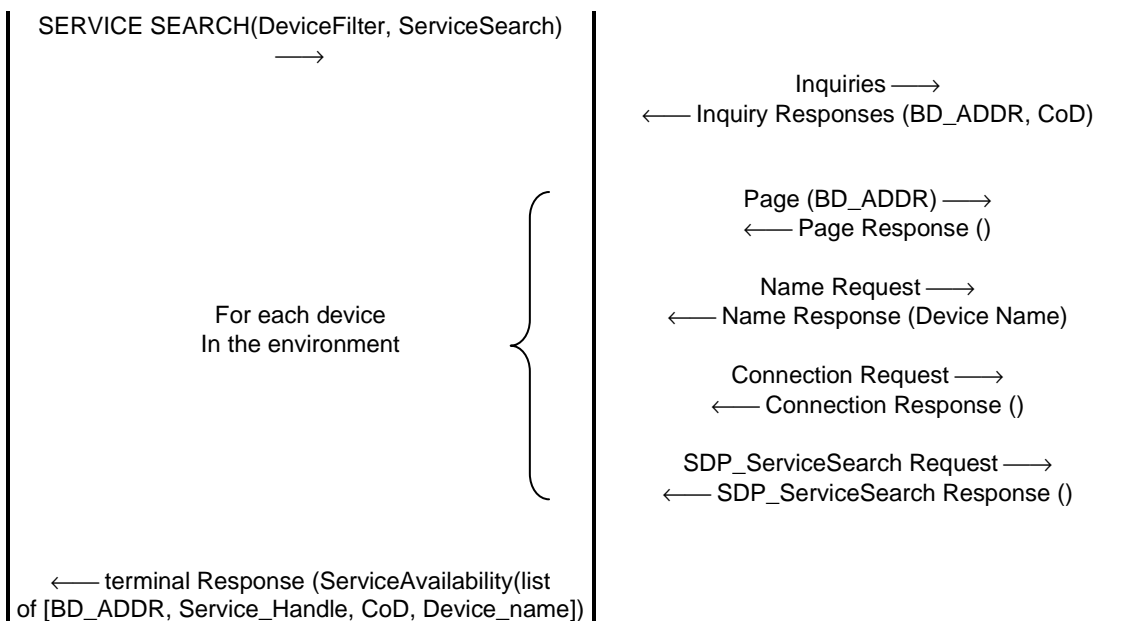 SERVICE SEARCH(DeviceFilter, ServiceSearch)
⟶
Inquiries ⟶
⟵ Inquiry Responses (BD_ADDR, CoD)
Page (BD_ADDR) ⟶
⟵ Page Response ()
Name Request ⟶
⟵ Name Response (Device Name)
For each device
In the environment
Connection Request ⟶
⟵ Connection Response ()
SDP_ServiceSearch Request ⟶
⟵ SDP_ServiceSearch Response ()
⟵ terminal Response (ServiceAvailability(list
of [BD_ADDR, Service_Handle, CoD, Device_name])